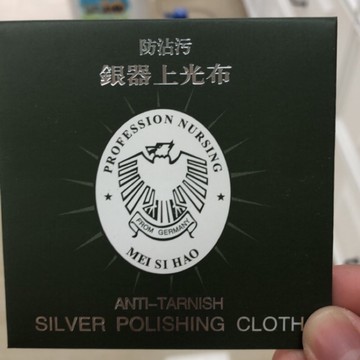 防沾污
銀器上光布
PROFESSION NURSING
FROM GERMANY
MEI SI HAO
ANTI-TARNISH
SILVER POLISHING CLOTH